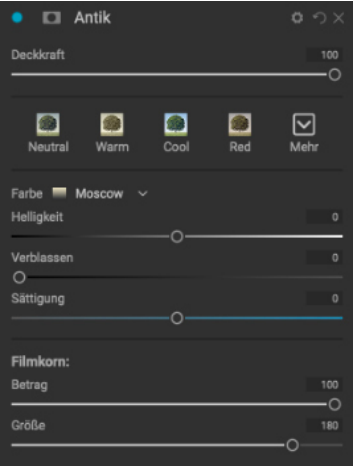 Antik
Deckkraft 100
Neutral Warm Cool Red Mehr
Farbe Moscow
Helligkeit 0
Verblassen 0
Sättigung 0
Filmkorn:
Betrag 100
Größe 180